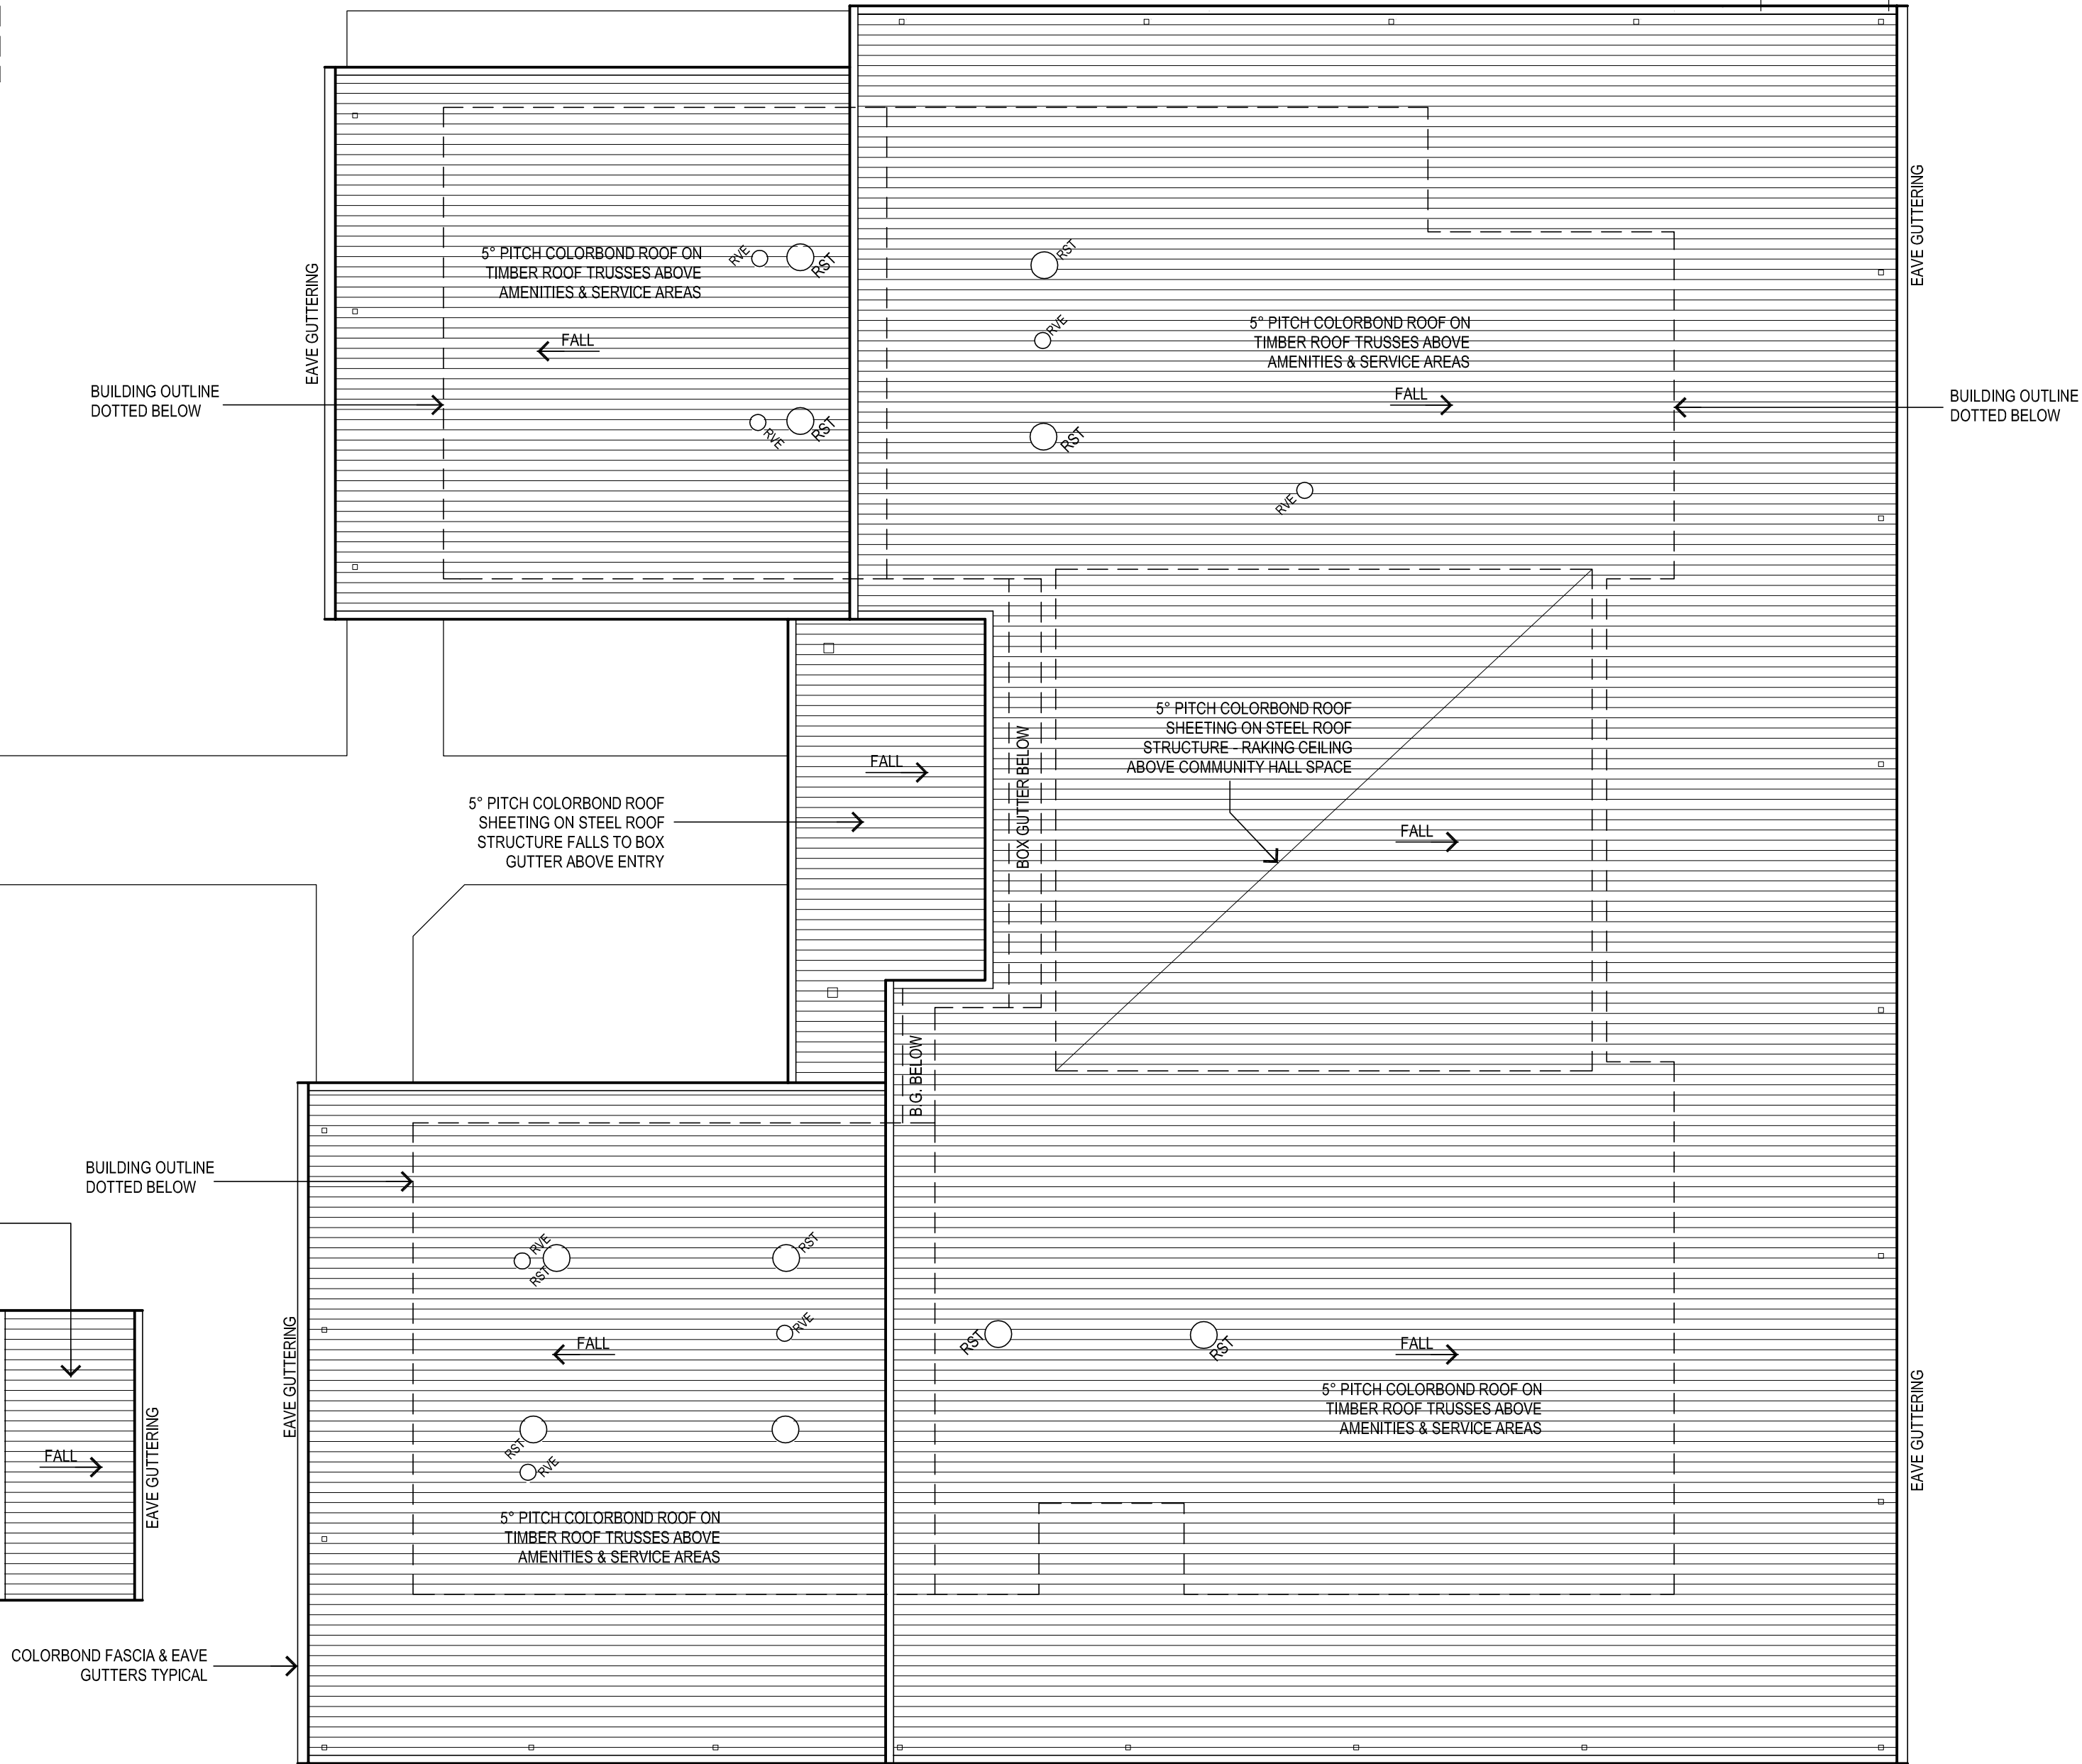 EAVE GUTTERING
5° PITCH COLORBOND ROOF ON
TIMBER ROOF TRUSSES ABOVE
AMENITIES & SERVICE AREAS
RVE
RST
FALL
RVE
RST
BUILDING OUTLINE
DOTTED BELOW
RST
RVE
5° PITCH COLORBOND ROOF ON
TIMBER ROOF TRUSSES ABOVE
AMENITIES & SERVICE AREAS
FALL
RST
RVE
EAVE GUTTERING
BUILDING OUTLINE
DOTTED BELOW
FALL
5° PITCH COLORBOND ROOF
SHEETING ON STEEL ROOF
STRUCTURE FALLS TO BOX
GUTTER ABOVE ENTRY
BOX GUTTER BELOW
5° PITCH COLORBOND ROOF
SHEETING ON STEEL ROOF
STRUCTURE - RAKING CEILING
ABOVE COMMUNITY HALL SPACE
FALL
B.G. BELOW
BUILDING OUTLINE
DOTTED BELOW
RVE
RST
RST
RVE
EAVE GUTTERING
FALL
RST
RVE
5° PITCH COLORBOND ROOF ON
TIMBER ROOF TRUSSES ABOVE
AMENITIES & SERVICE AREAS
RST
RST
FALL
5° PITCH COLORBOND ROOF ON
TIMBER ROOF TRUSSES ABOVE
AMENITIES & SERVICE AREAS
EAVE GUTTERING
FALL
EAVE GUTTERING
COLORBOND FASCIA & EAVE
GUTTERS TYPICAL